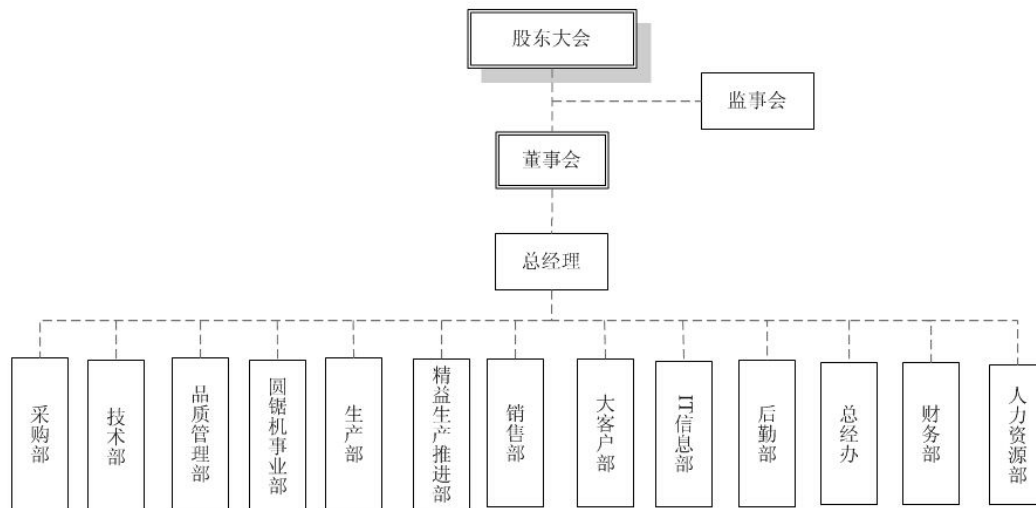 股东大会
监事会
董事会
总经理
采购部
技术部
品质管理部
圆锯机事业部
生产部
精益生产推进部
销售部
大客户部
IT信息部
后勤部
总经办
财务部
人力资源部